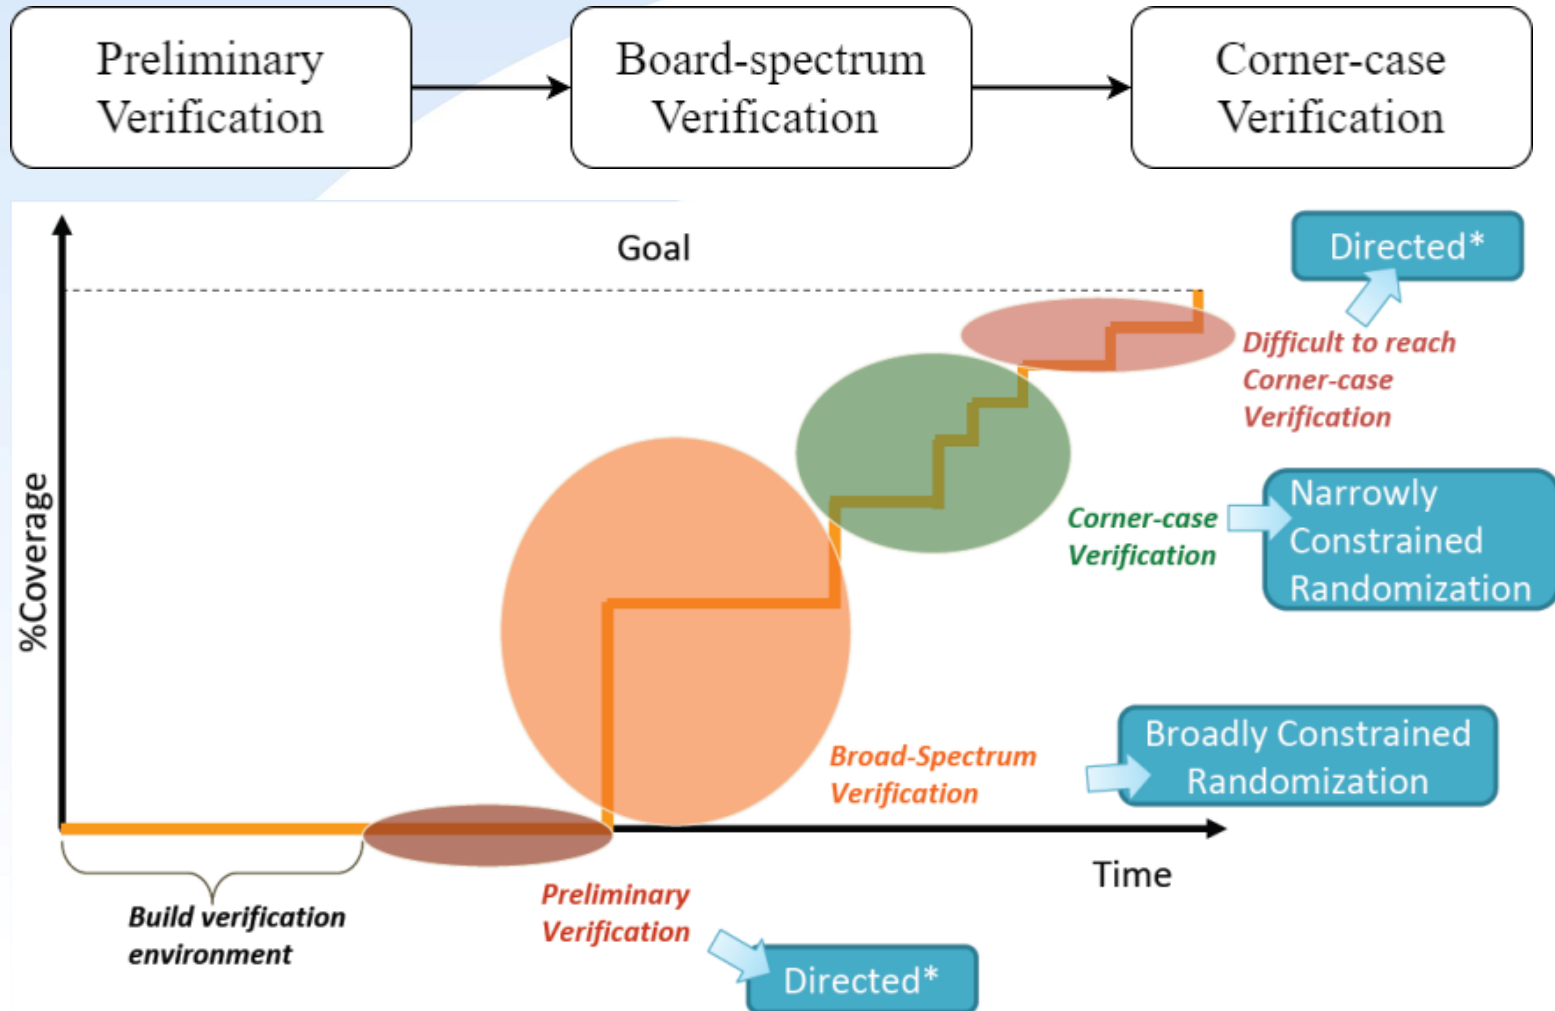 Preliminary
Verification
Board-spectrum
Verification
Corner-case
Verification
Goal
Directed*
Difficult to reach
Corner-case
Verification
%Coverage
Narrowly
Constrained
Randomization
Corner-case
Verification
Broadly Constrained
Randomization
Broad-Spectrum
Verification
Time
Preliminary
Verification
Build verification
environment
Directed*